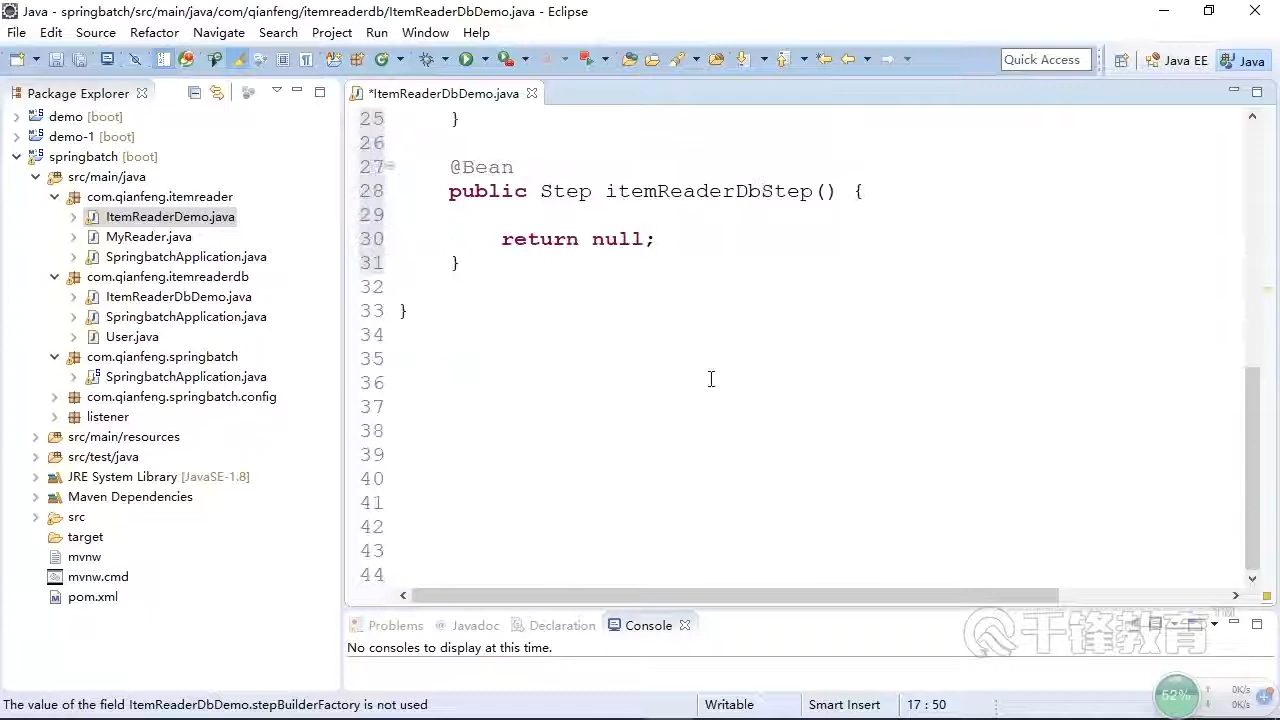 Java - springbatch/src/main/java/com/qianfeng/itemreaderdb/ItemReaderDbDemo.java - Eclipse
File Edit Source Refactor Navigate Search Project Run Window Help
Quick Access
Java EE
Java
Package Explorer
*ItemReaderDbDemo.java
demo [boot]
demo-1 [boot]
springbatch [boot]
src/main/java
com.qianfeng.itemreader
ItemReaderDemo.java
MyReader.java
SpringbatchApplication.java
com.qianfeng.itemreaderdb
ItemReaderDbDemo.java
SpringbatchApplication.java
User.java
com.qianfeng.springbatch
SpringbatchApplication.java
com.qianfeng.springbatch.config
listener
src/main/resources
src/test/java
JRE System Library [JavaSE-1.8]
Maven Dependencies
src
target
mvnw
mvnw.cmd
pom.xml
25 }
26
27 @Bean
28 public Step itemReaderDbStep() {
29
30 return null;
31 }
32
33 }
34
35
36
37
38
39
40
41
42
43
44
Problems @ Javadoc Declaration Console
No consoles to display at this time.
千锋教育
The value of the field ItemReaderDbDemo.stepBuilderFactory is not used
Writable
Smart Insert
17 : 50
52%
0K/s
0K/s